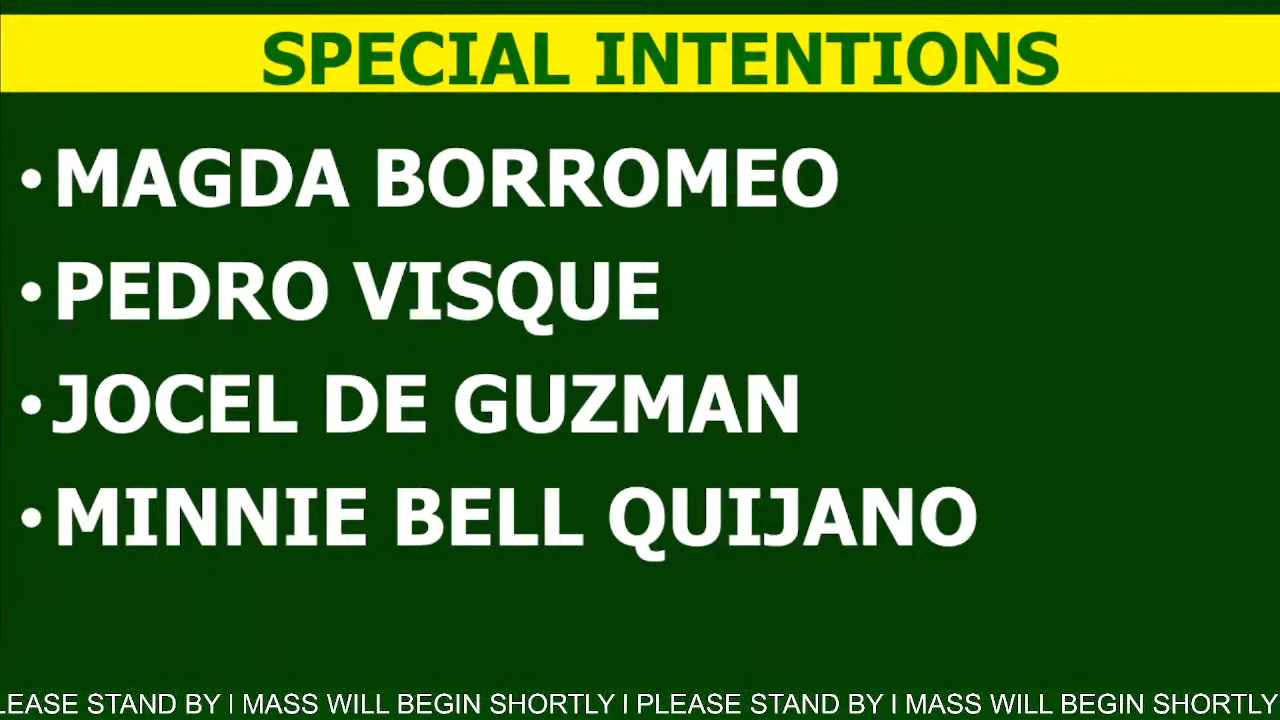 SPECIAL INTENTIONS
• MAGDA BORROMEO
• PEDRO VISQUE
• JOCEL DE GUZMAN
• MINNIE BELL QUIJANO
LEASE STAND BY | MASS WILL BEGIN SHORTLY | PLEASE STAND BY | MASS WILL BEGIN SHORTLY